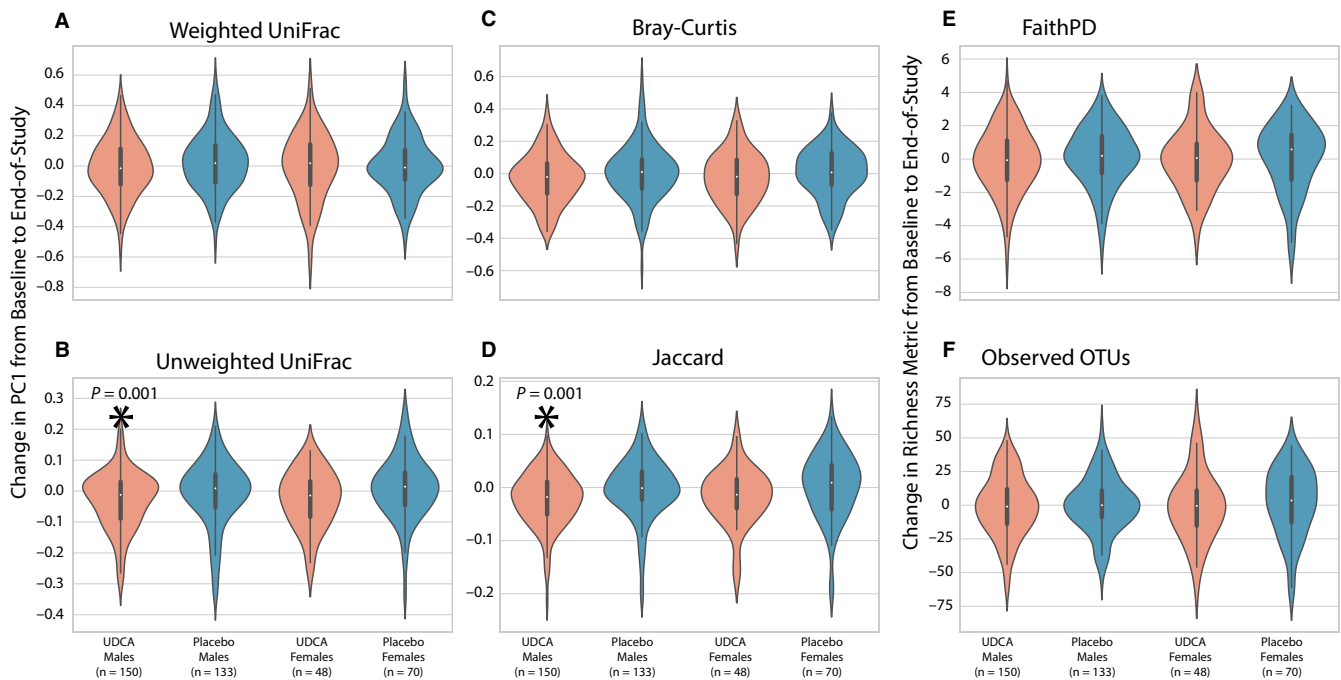 A
Weighted UniFrac
0.6
0.4
0.2
0.0
–0.2
–0.4
–0.6
–0.8
Change in PC1 from Baseline to End-of-Study
B
Unweighted UniFrac
P = 0.001
*
0.3
0.2
0.1
0.0
–0.1
–0.2
–0.3
–0.4
UDCA
Males
(n = 150)
Placebo
Males
(n = 133)
UDCA
Females
(n = 48)
Placebo
Females
(n = 70)
C
Bray-Curtis
0.6
0.4
0.2
0.0
–0.2
–0.4
–0.6
D
Jaccard
P = 0.001
*
0.2
0.1
0.0
–0.1
–0.2
UDCA
Males
(n = 150)
Placebo
Males
(n = 133)
UDCA
Females
(n = 48)
Placebo
Females
(n = 70)
E
FaithPD
6
4
2
0
–2
–4
–6
–8
Change in Richness Metric from Baseline to End-of-Study
F
Observed OTUs
75
50
25
0
–25
–50
–75
UDCA
Males
(n = 150)
Placebo
Males
(n = 133)
UDCA
Females
(n = 48)
Placebo
Females
(n = 70)